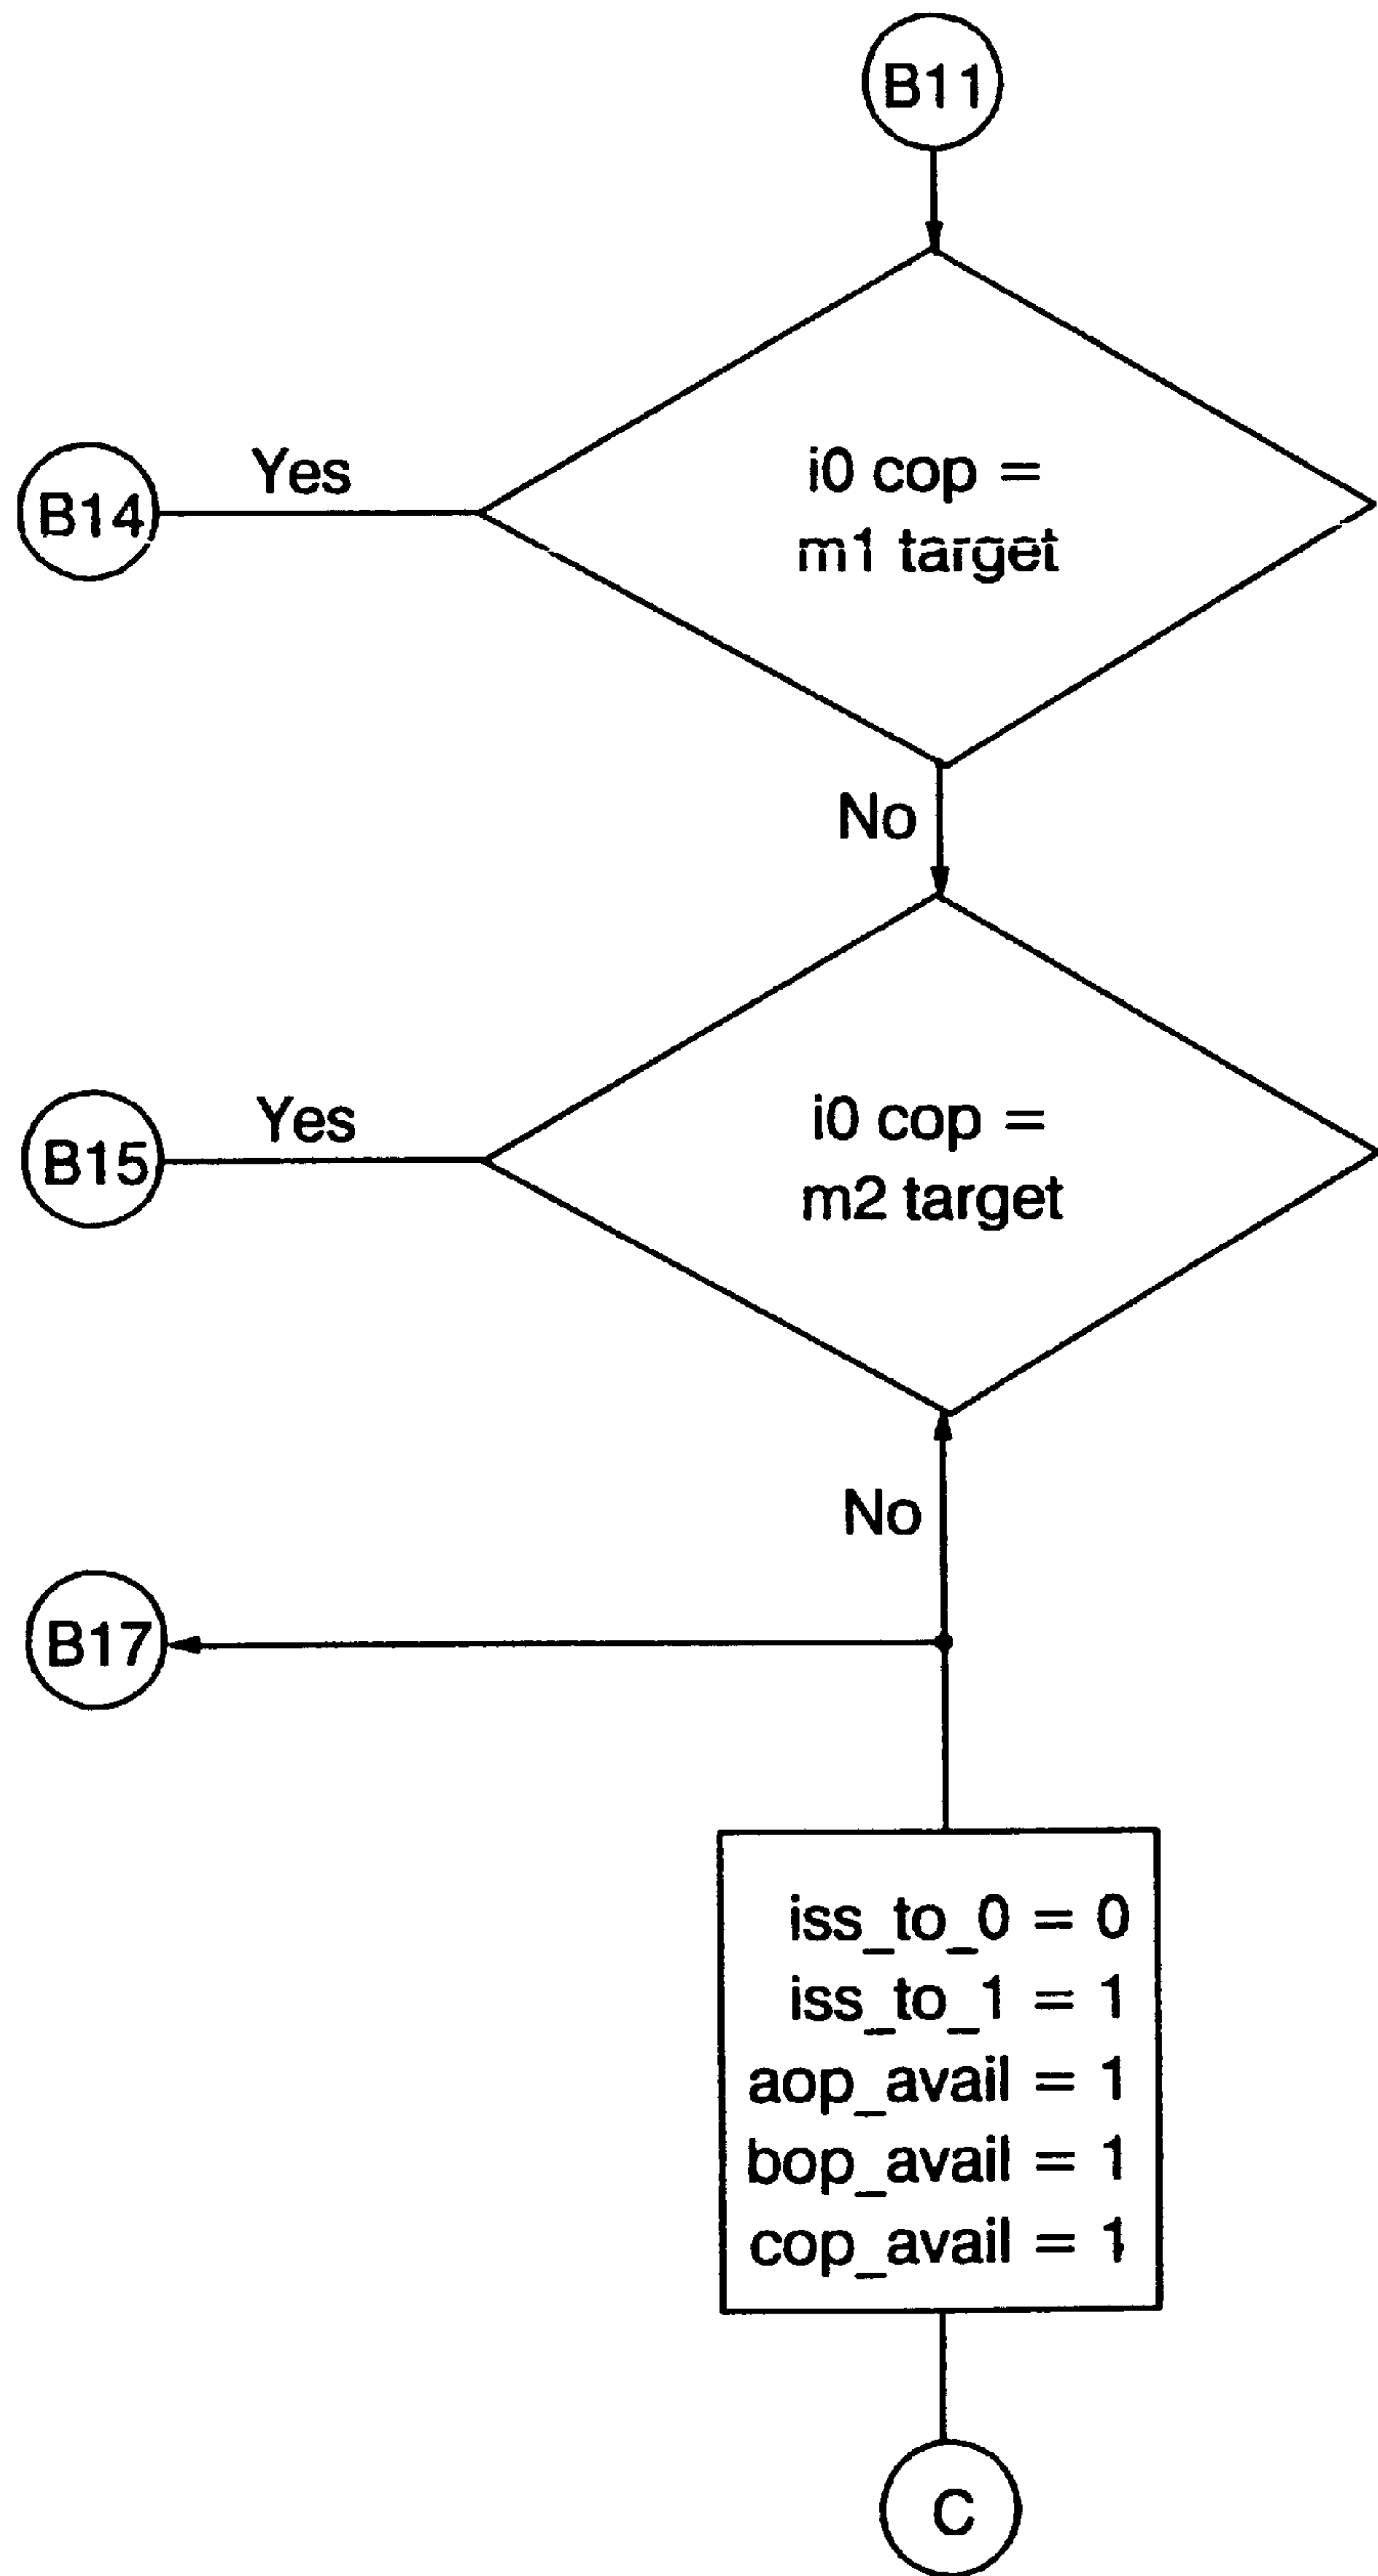 B11
i0 cop =
m1 target
Yes
B14
No
i0 cop =
m2 target
Yes
B15
No
B17
iss_to_0 = 0
iss_to_1 = 1
aop_avail = 1
bop_avail = 1
cop_avail = 1
C